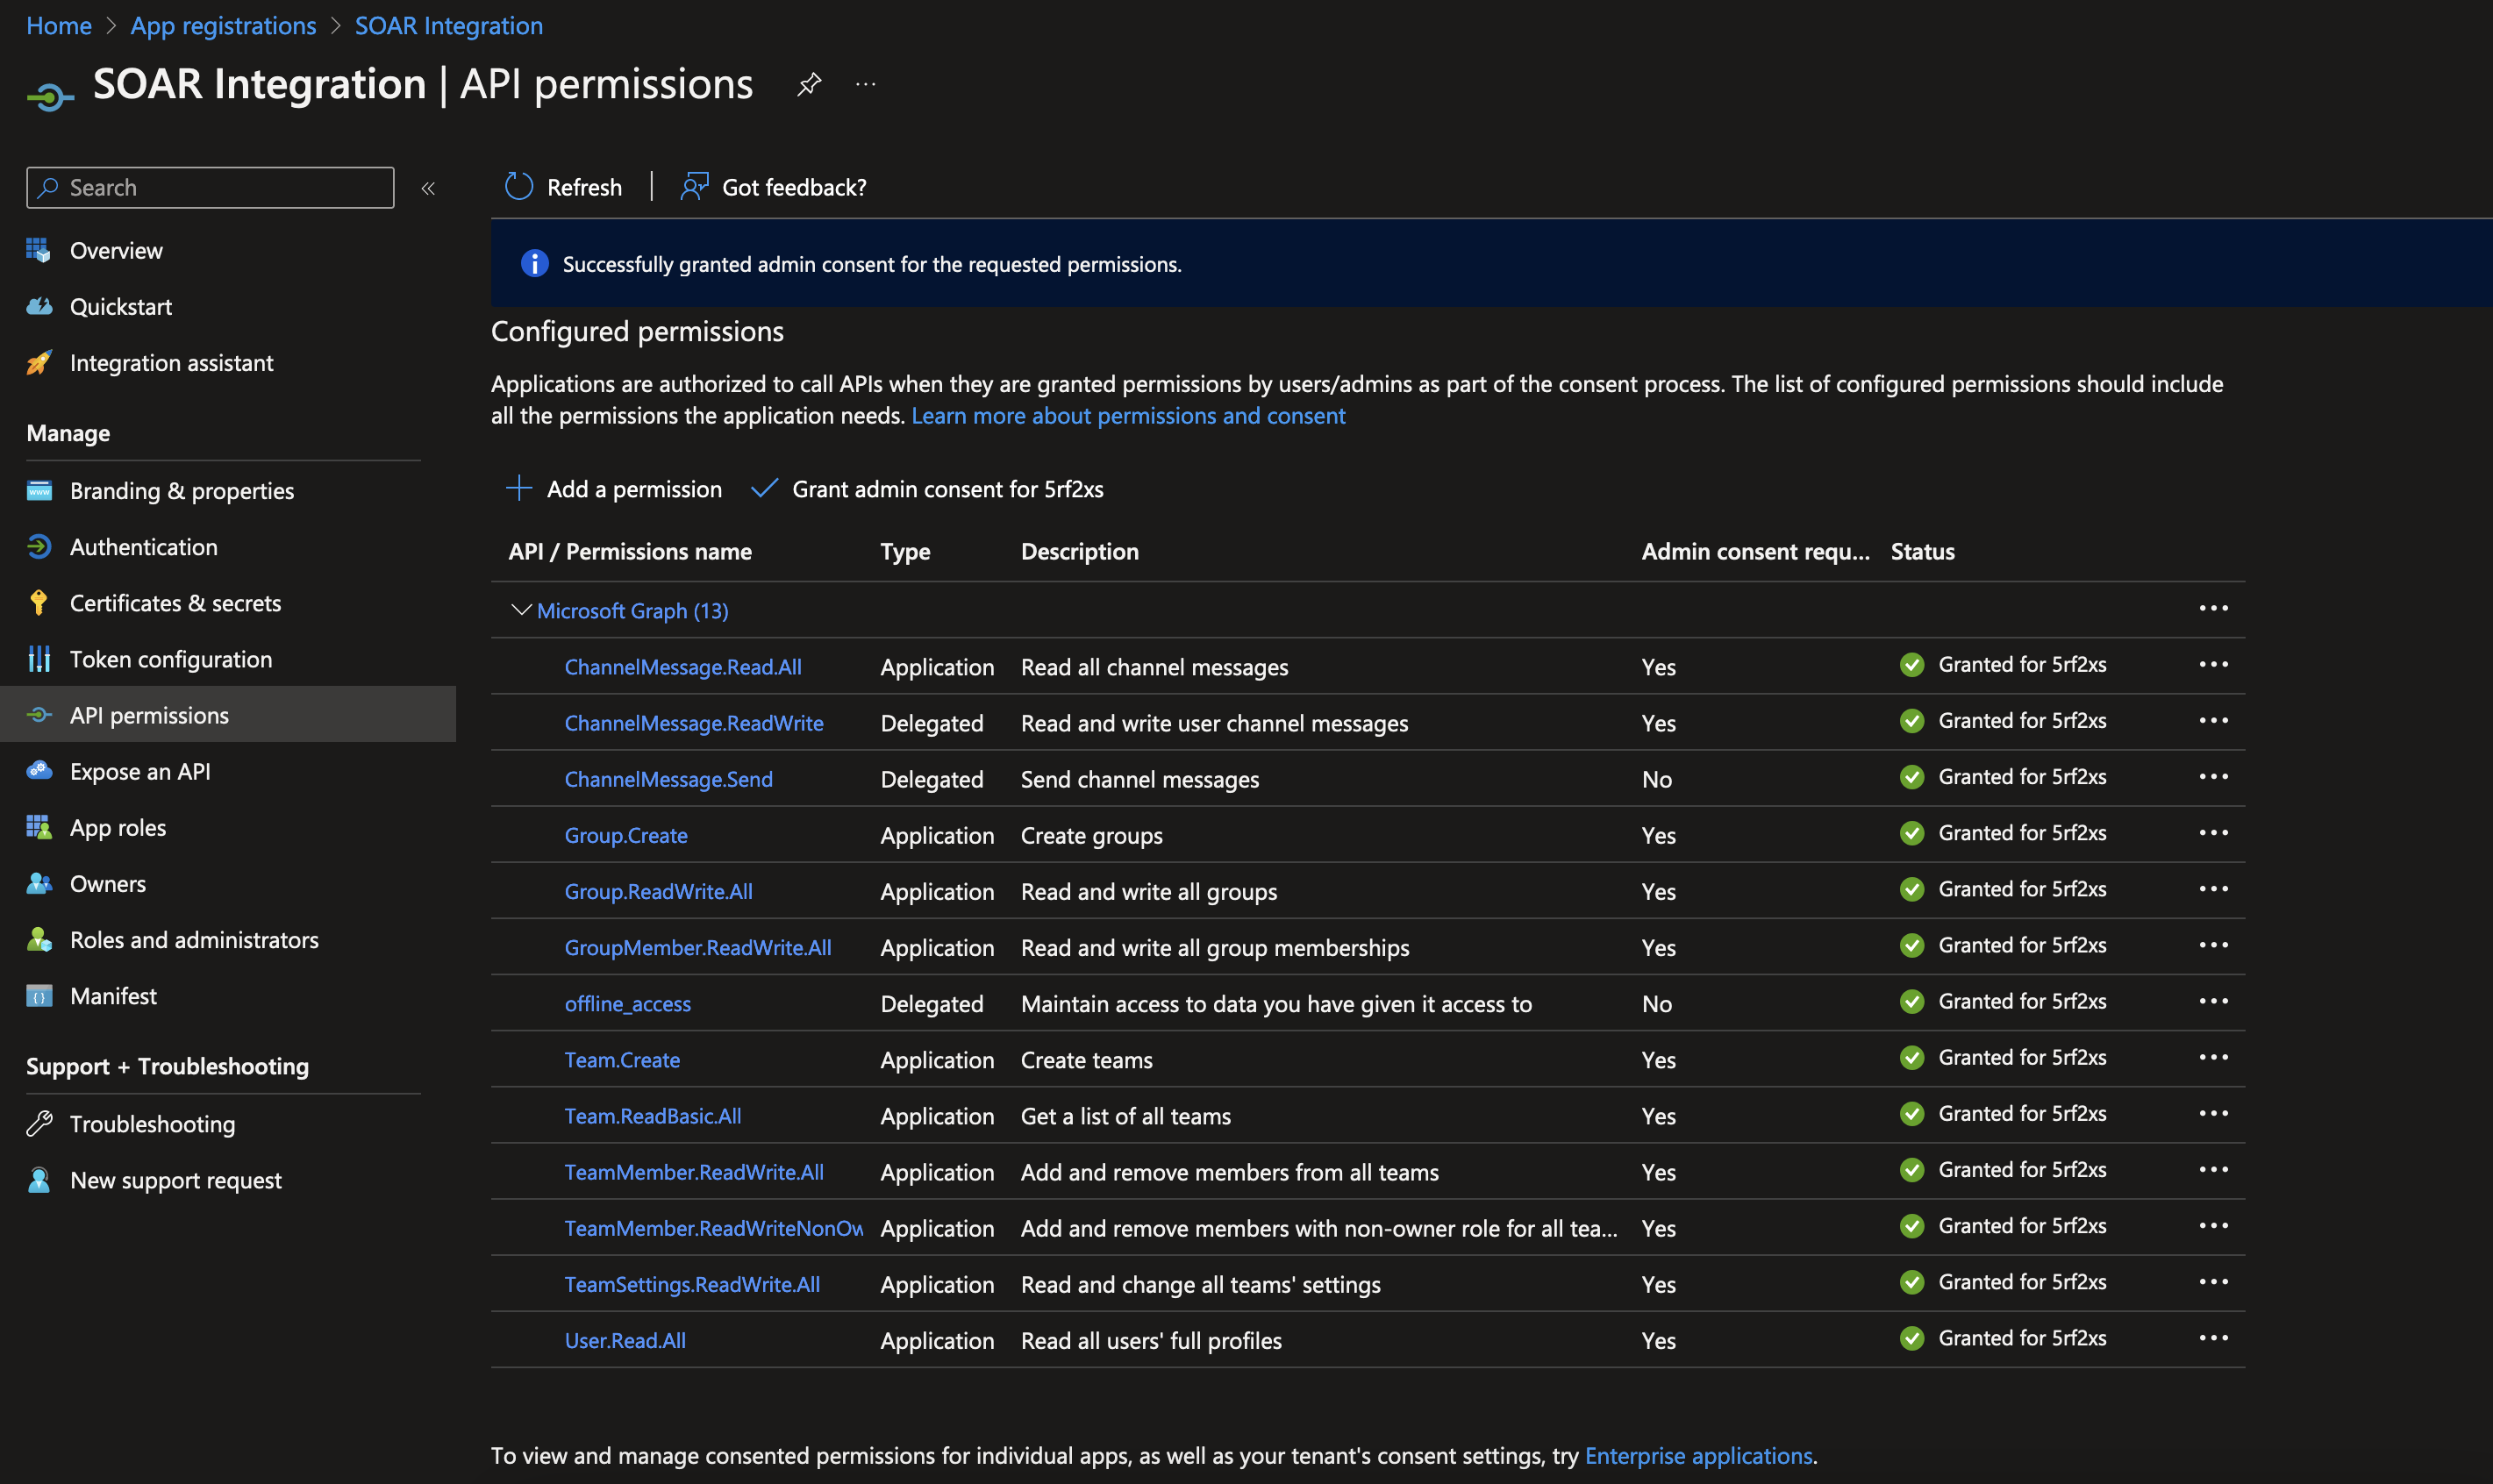 Home > App registrations > SOAR Integration
SOAR Integration | API permissions
Search
«
Refresh
Got feedback?
Overview
Quickstart
Integration assistant
Manage
Branding & properties
Authentication
Certificates & secrets
Token configuration
API permissions
Expose an API
App roles
Owners
Roles and administrators
Manifest
Support + Troubleshooting
Troubleshooting
New support request
Successfully granted admin consent for the requested permissions.
Configured permissions
Applications are authorized to call APIs when they are granted permissions by users/admins as part of the consent process. The list of configured permissions should include
all the permissions the application needs. Learn more about permissions and consent
Add a permission
Grant admin consent for 5rf2xs
API / Permissions name Type Description Admin consent requ... Status
Microsoft Graph (13)
ChannelMessage.Read.All Application Read all channel messages Yes Granted for 5rf2xs
ChannelMessage.ReadWrite Delegated Read and write user channel messages Yes Granted for 5rf2xs
ChannelMessage.Send Delegated Send channel messages No Granted for 5rf2xs
Group.Create Application Create groups Yes Granted for 5rf2xs
Group.ReadWrite.All Application Read and write all groups Yes Granted for 5rf2xs
GroupMember.ReadWrite.All Application Read and write all group memberships Yes Granted for 5rf2xs
offline_access Delegated Maintain access to data you have given it access to No Granted for 5rf2xs
Team.Create Application Create teams Yes Granted for 5rf2xs
Team.ReadBasic.All Application Get a list of all teams Yes Granted for 5rf2xs
TeamMember.ReadWrite.All Application Add and remove members from all teams Yes Granted for 5rf2xs
TeamMember.ReadWriteNonOw Application Add and remove members with non-owner role for all tea... Yes Granted for 5rf2xs
TeamSettings.ReadWrite.All Application Read and change all teams' settings Yes Granted for 5rf2xs
User.Read.All Application Read all users' full profiles Yes Granted for 5rf2xs
To view and manage consented permissions for individual apps, as well as your tenant's consent settings, try Enterprise applications.